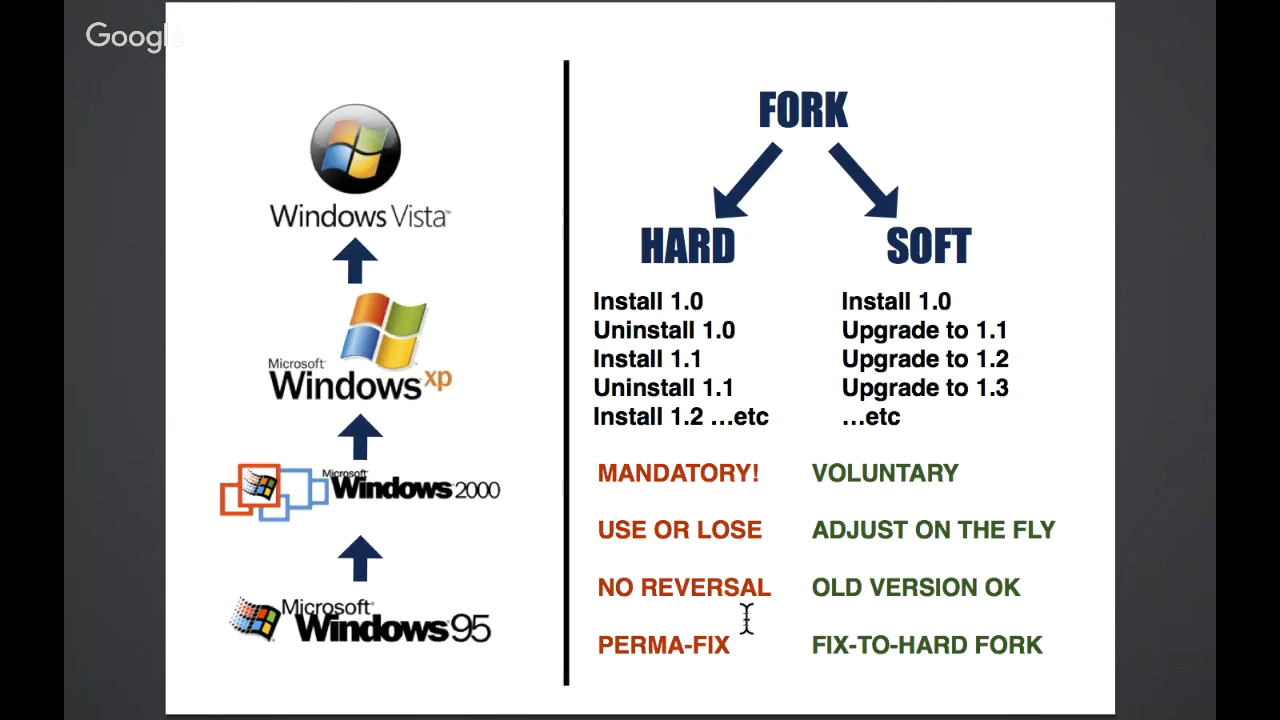 Google
Windows Vista™
Microsoft
Windows xp
Microsoft
Windows 2000
Microsoft
Windows 95
FORK
HARD
SOFT
Install 1.0
Uninstall 1.0
Install 1.1
Uninstall 1.1
Install 1.2 ...etc
Install 1.0
Upgrade to 1.1
Upgrade to 1.2
Upgrade to 1.3
...etc
MANDATORY!
VOLUNTARY
USE OR LOSE
ADJUST ON THE FLY
NO REVERSAL
OLD VERSION OK
PERMA-FIX
FIX-TO-HARD FORK